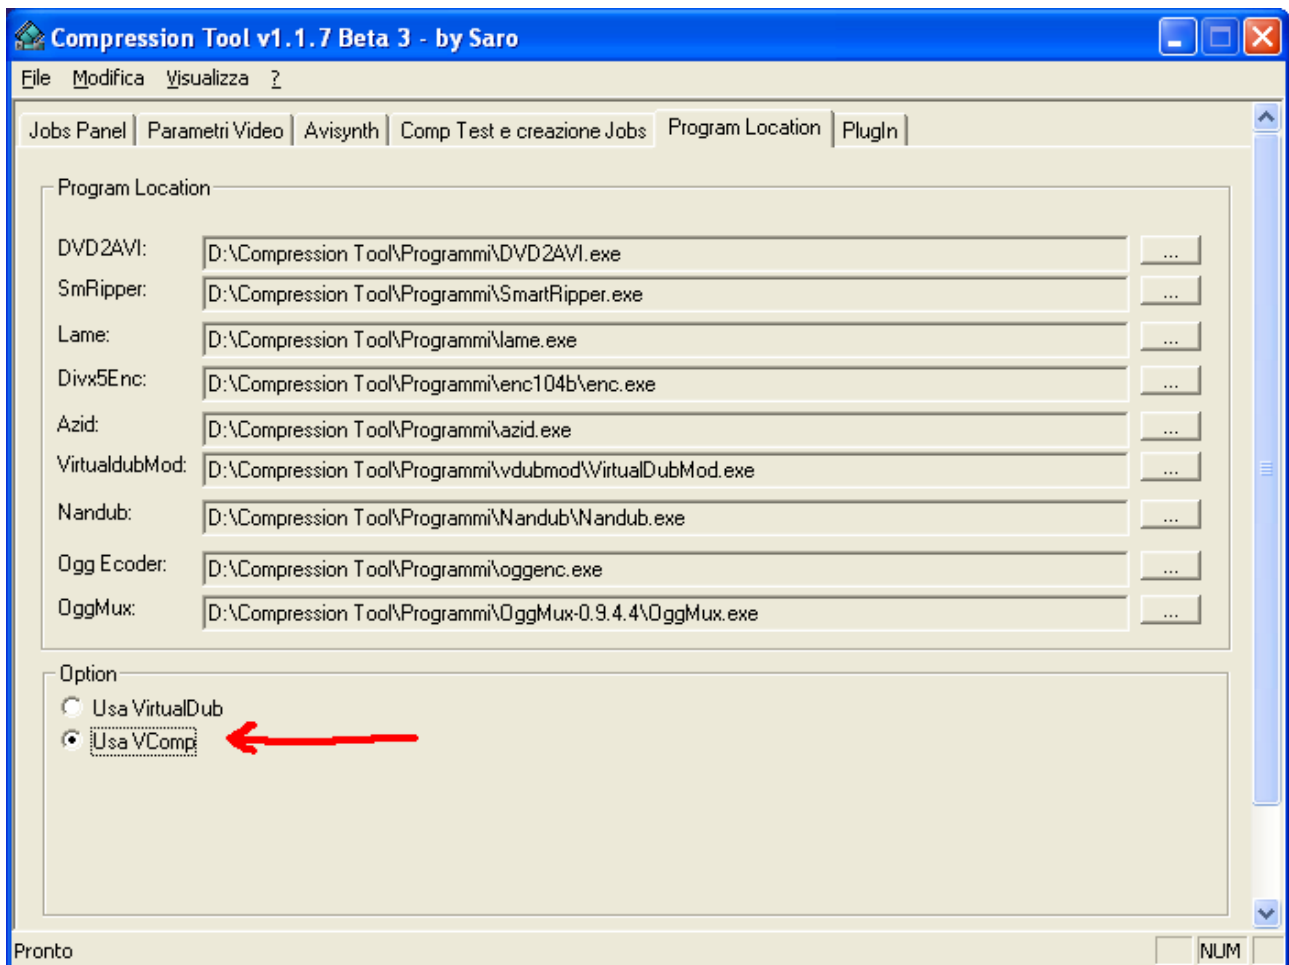 Compression Tool v1.1.7 Beta 3 - by Saro
File Modifica Visualizza ?
Jobs Panel Parametri Video Avisynth Comp Test e creazione Jobs Program Location PlugIn
Program Location
DVD2AVI: D:\Compression Tool\Programmi\DVD2AVI.exe ...
SmRipper: D:\Compression Tool\Programmi\SmartRipper.exe ...
Lame: D:\Compression Tool\Programmi\lame.exe ...
Divx5Enc: D:\Compression Tool\Programmi\enc104b\enc.exe ...
Azid: D:\Compression Tool\Programmi\azid.exe ...
VirtualdubMod: D:\Compression Tool\Programmi\vdubmod\VirtualDubMod.exe ...
Nandub: D:\Compression Tool\Programmi\Nandub\Nandub.exe ...
Ogg Ecoder: D:\Compression Tool\Programmi\oggenc.exe ...
OggMux: D:\Compression Tool\Programmi\OggMux-0.9.4.4\OggMux.exe ...
Option
Usa VirtualDub
Usa VComp
Pronto NUM